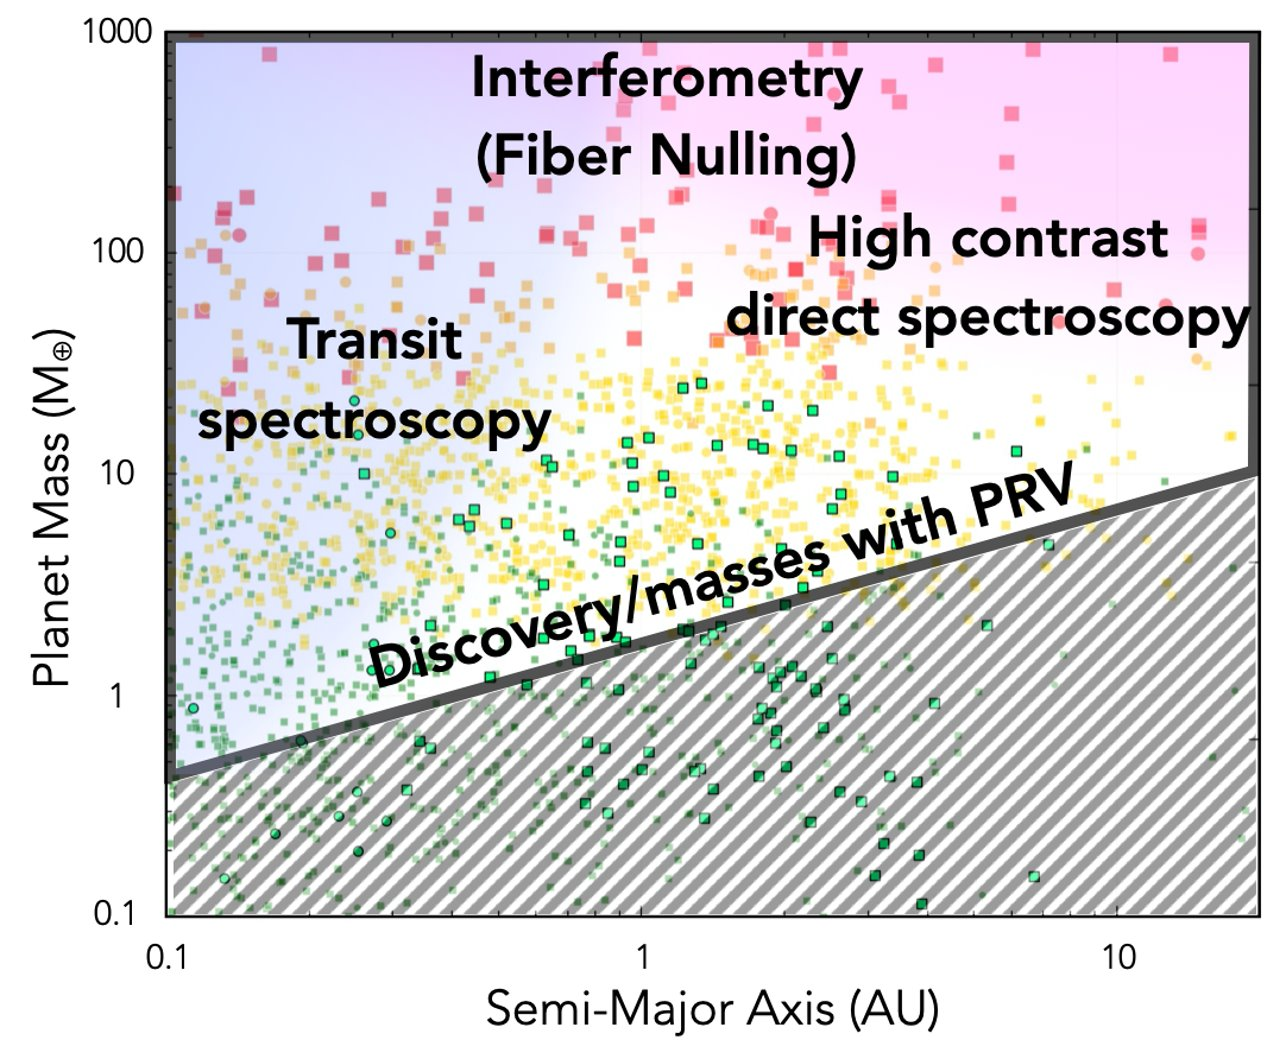 1000
Interferometry
(Fiber Nulling)
High contrast
100
direct spectroscopy
Transit
spectroscopy
10
Discovery/masses with PRV
1
0.1
0.1
1
10
Planet Mass (M⊕)
Semi-Major Axis (AU)